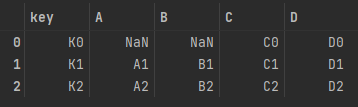 key A B C D
0 K0 NaN NaN C0 D0
1 K1 A1 B1 C1 D1
2 K2 A2 B2 C2 D2